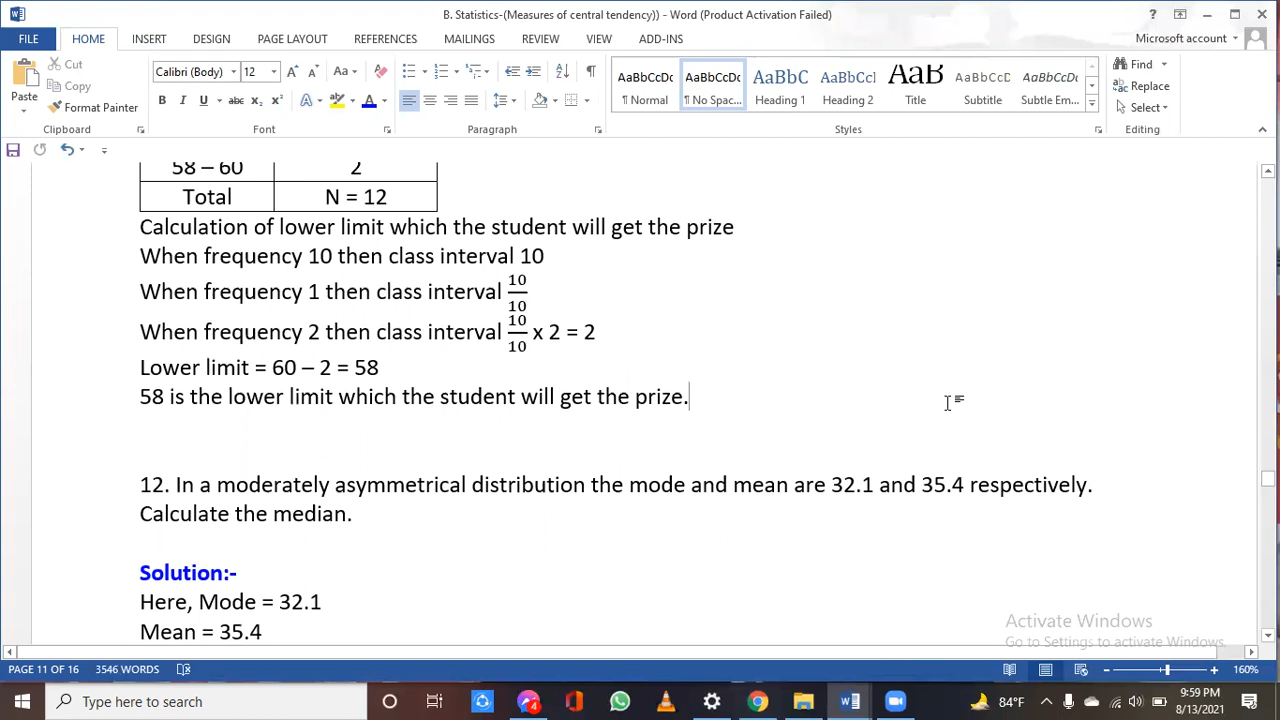 B. Statistics-(Measures of central tendency)) - Word (Product Activation Failed)
FILE HOME INSERT DESIGN PAGE LAYOUT REFERENCES MAILINGS REVIEW VIEW ADD-INS Microsoft account
Cut
Copy
Format Painter
Paste
Calibri (Body) 12
B I U abc x₂ x² A
AaBbCcDc AaBbCcDc AaBbC AaBbCcI AaB AaBbCcD AaBbCcDc
¶ Normal ¶ No Spac... Heading Heading 2 Title Subtitle Subtle Em...
Find
Replace
Select
Clipboard Font Paragraph Styles Editing
58 – 60 2
Total N = 12
Calculation of lower limit which the student will get the prize
When frequency 10 then class interval 10
When frequency 1 then class interval 10/10
When frequency 2 then class interval 10/10 x 2 = 2
Lower limit = 60 – 2 = 58
58 is the lower limit which the student will get the prize.
12. In a moderately asymmetrical distribution the mode and mean are 32.1 and 35.4 respectively.
Calculate the median.
Solution:-
Here, Mode = 32.1
Mean = 35.4
Activate Windows
Go to Settings to activate Windows.
PAGE 11 OF 16 3546 WORDS 160%
Type here to search
4
84°F
9:59 PM
8/13/2021